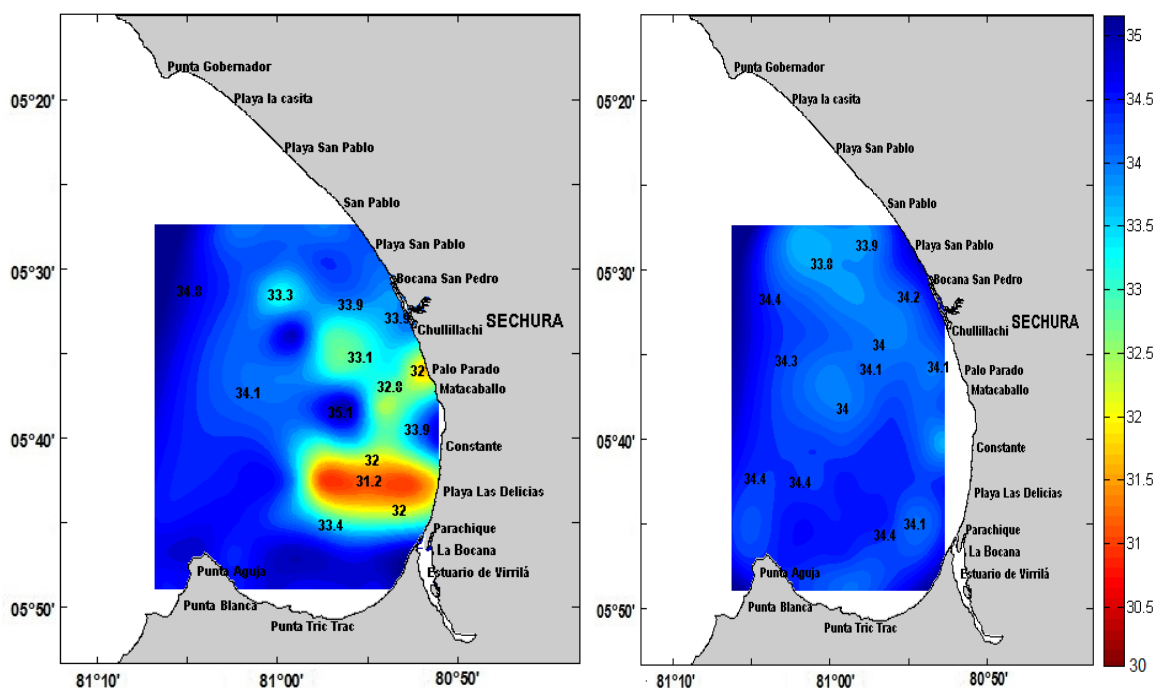 Punta Gobernador
05°20'
Playa la casita
Playa San Pablo
San Pablo
Playa San Pablo
05°30'
Bocana San Pedro
34.8
33.3
33.9
33.9
SECHURA
Chullillachi
33.1
32
Palo Parado
32.8
34.1
Matacaballo
35.1
33.9
05°40'
32
Constante
31.2
Playa Las Delicias
32
33.4
Parachique
La Bocana
Punta Aguja
Estuario de Virrilá
05°50'
Punta Blanca
Punta Tric Trac
81°10'
81°00'
80°50'
Punta Gobernador
05°20'
Playa la casita
Playa San Pablo
San Pablo
33.9
Playa San Pablo
33.8
05°30'
Bocana San Pedro
34.4
34.2
SECHURA
Chullillachi
34
34.3
34.1
34.1
Palo Parado
Matacaballo
34
05°40'
Constante
34.4
34.4
Playa Las Delicias
34.1
34.4
Parachique
La Bocana
Punta Aguja
Estuario de Virrilá
05°50'
Punta Blanca
Punta Tric Trac
81°10'
81°00'
80°50'
35
34.5
34
33.5
33
32.5
32
31.5
31
30.5
30